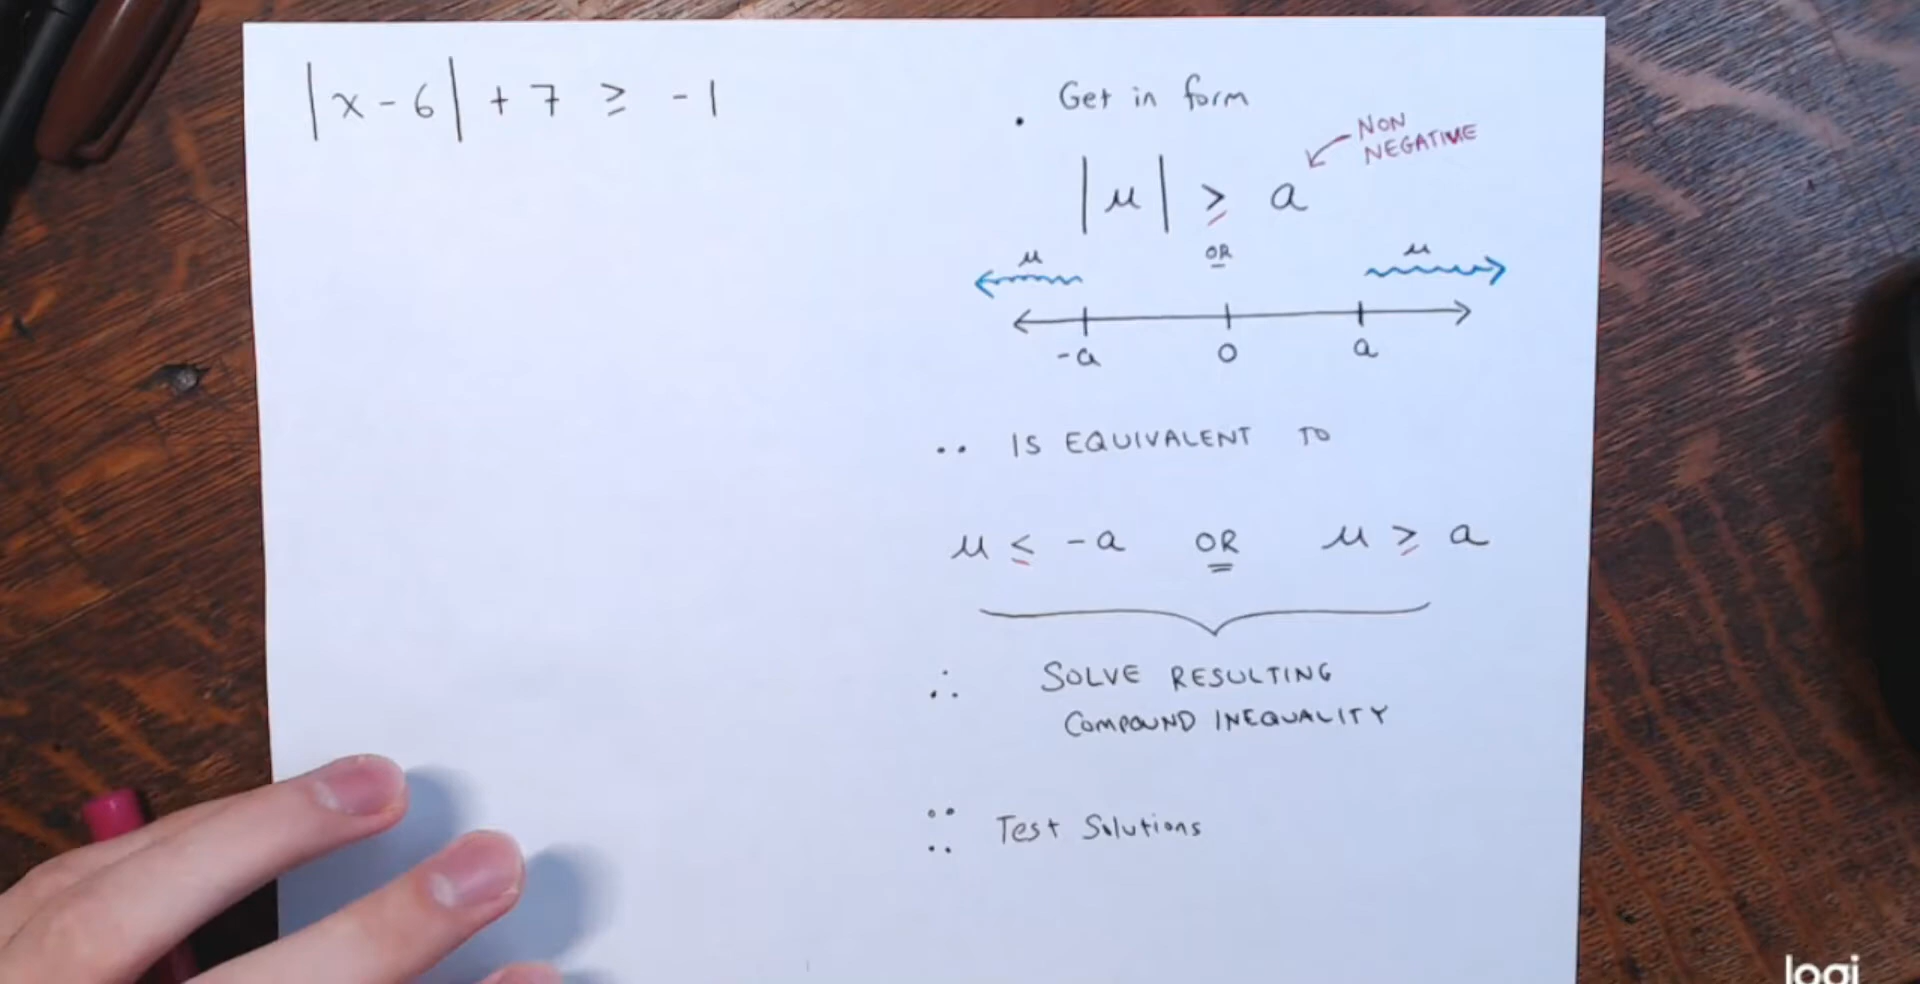 |x - 6| + 7 ≥ -1
Get in form
NON
NEGATIVE
|u| ≥ a
OR
u u
-a 0 a
IS EQUIVALENT TO
u ≤ -a OR u ≥ a
SOLVE RESULTING
COMPOUND INEQUALITY
Test Solutions
logi